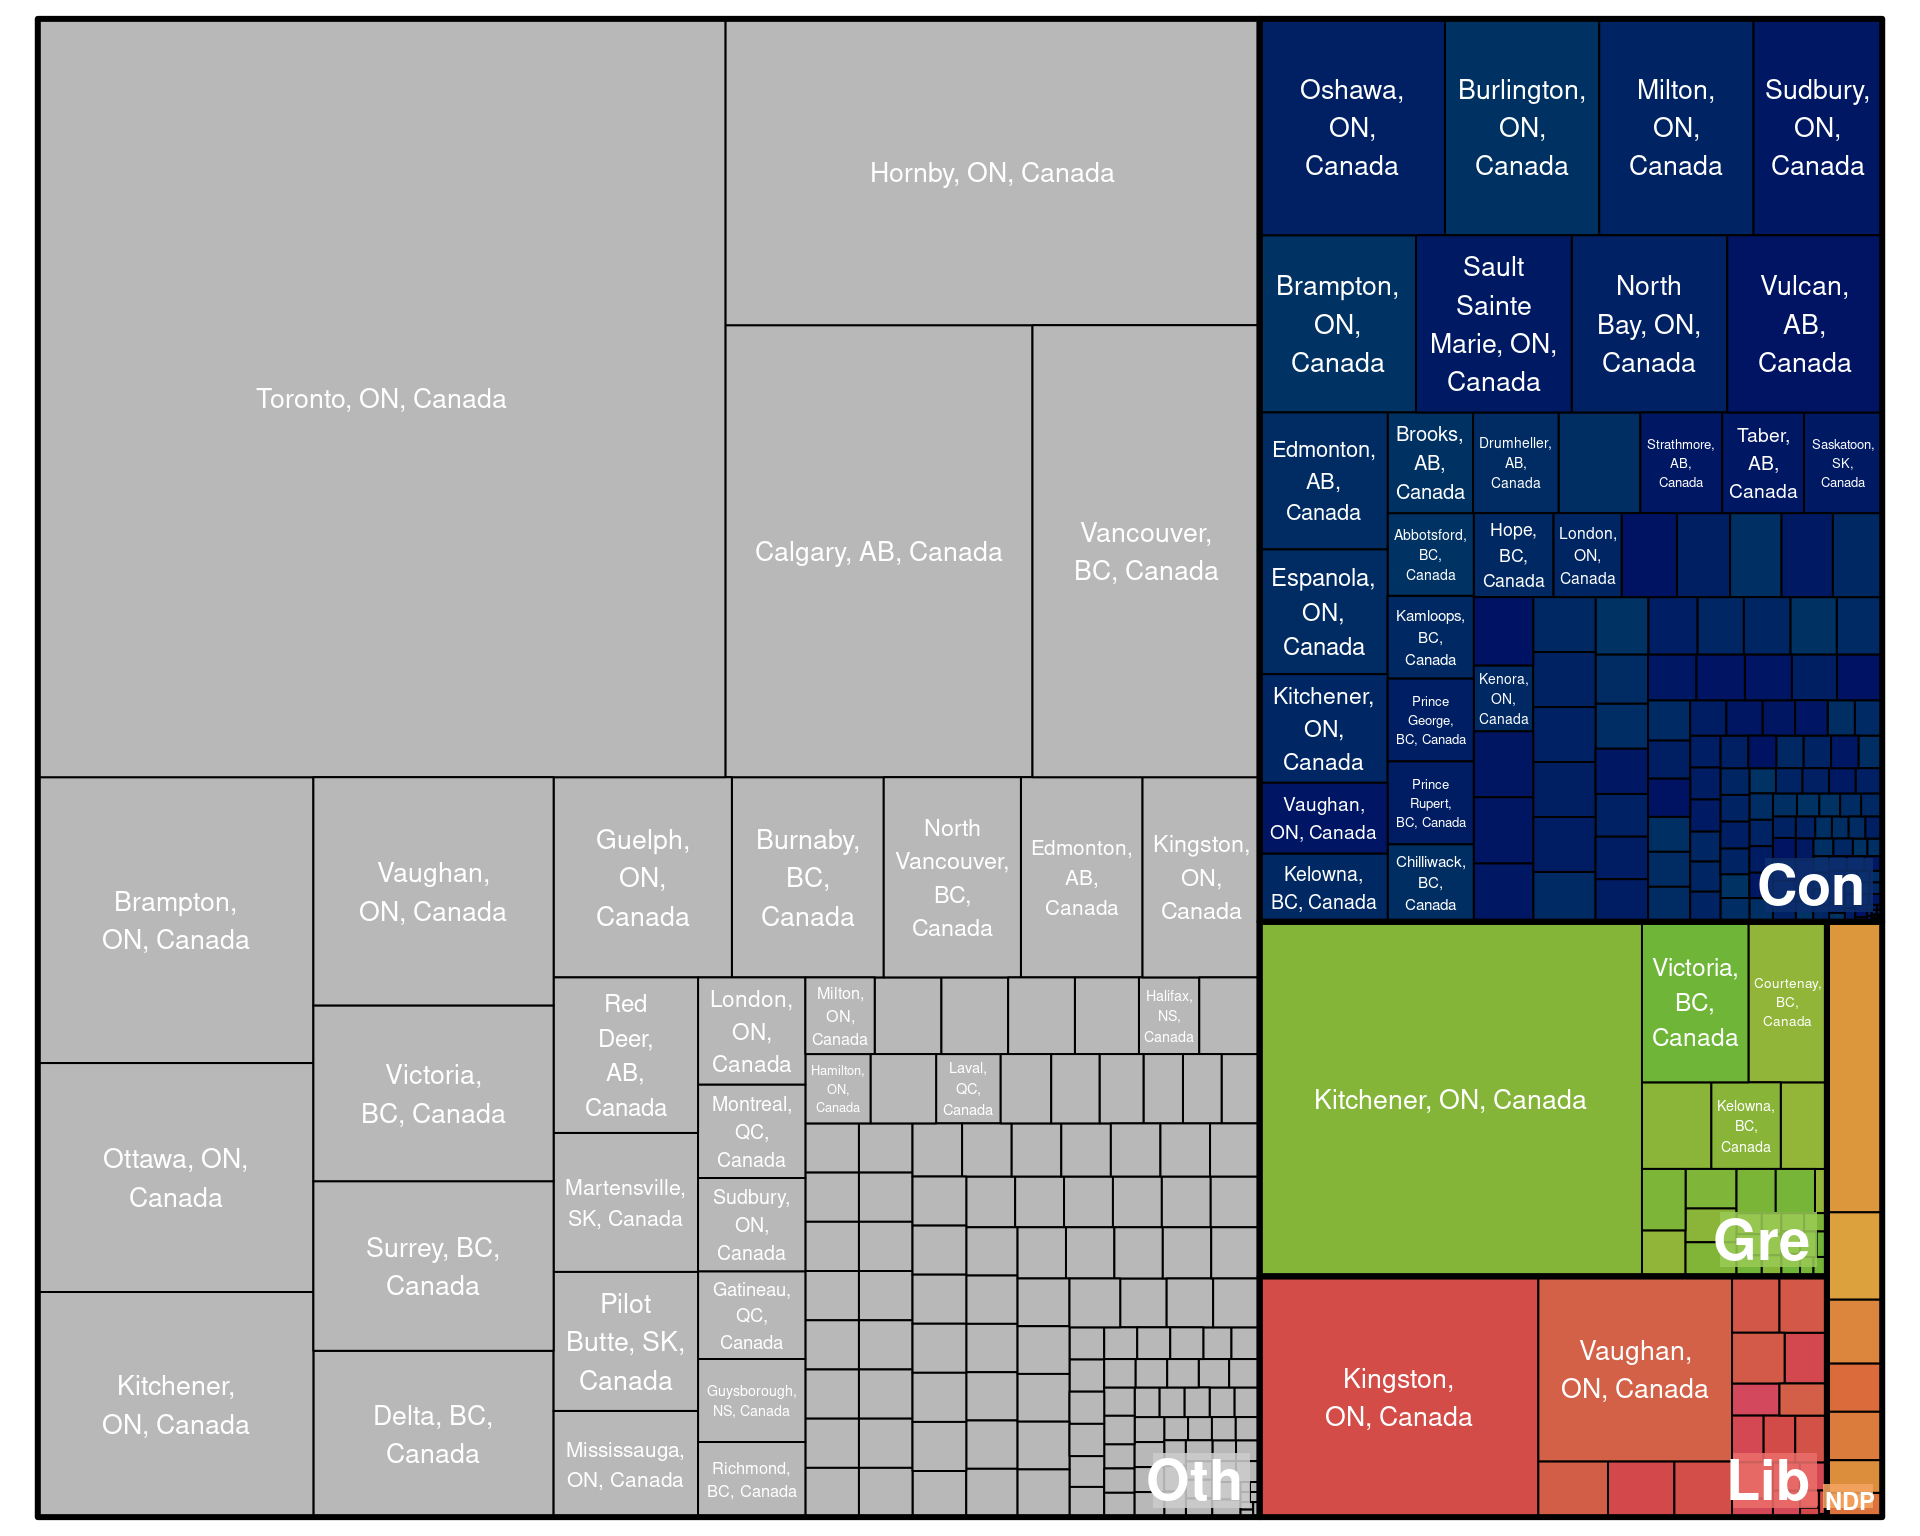 Toronto, ON, Canada
Hornby, ON, Canada
Calgary, AB, Canada
Vancouver,
BC, Canada
Brampton,
ON, Canada
Ottawa, ON,
Canada
Kitchener,
ON, Canada
Vaughan,
ON, Canada
Victoria,
BC, Canada
Surrey, BC,
Canada
Delta, BC,
Canada
Guelph,
ON,
Canada
Burnaby,
BC,
Canada
North
Vancouver,
BC,
Canada
Edmonton,
AB,
Canada
Kingston,
ON,
Canada
Red
Deer,
AB,
Canada
Martensville,
SK, Canada
Pilot
Butte, SK,
Canada
Mississauga,
ON, Canada
London,
ON,
Canada
Montreal,
QC,
Canada
Sudbury,
ON,
Canada
Gatineau,
QC,
Canada
Guysborough,
NS, Canada
Richmond,
BC, Canada
Milton,
ON,
Canada
Halifax,
NS,
Canada
Hamilton,
ON,
Canada
Laval,
QC,
Canada
Oth
Oshawa,
ON,
Canada
Burlington,
ON,
Canada
Milton,
ON,
Canada
Sudbury,
ON,
Canada
Brampton,
ON,
Canada
Sault
Sainte
Marie, ON,
Canada
North
Bay, ON,
Canada
Vulcan,
AB,
Canada
Edmonton,
AB,
Canada
Espanola,
ON,
Canada
Kitchener,
ON,
Canada
Vaughan,
ON, Canada
Kelowna,
BC, Canada
Brooks,
AB,
Canada
Drumheller,
AB,
Canada
Strathmore,
AB,
Canada
Taber,
AB,
Canada
Saskatoon,
SK,
Canada
Abbotsford,
BC,
Canada
Hope,
BC,
Canada
London,
ON,
Canada
Kamloops,
BC,
Canada
Kenora,
ON,
Canada
Prince
George,
BC, Canada
Prince
Rupert,
BC, Canada
Chilliwack,
BC,
Canada
Con
Kitchener, ON, Canada
Victoria,
BC,
Canada
Courtenay,
BC,
Canada
Kelowna,
BC,
Canada
Gre
Kingston,
ON, Canada
Vaughan,
ON, Canada
Lib
NDP